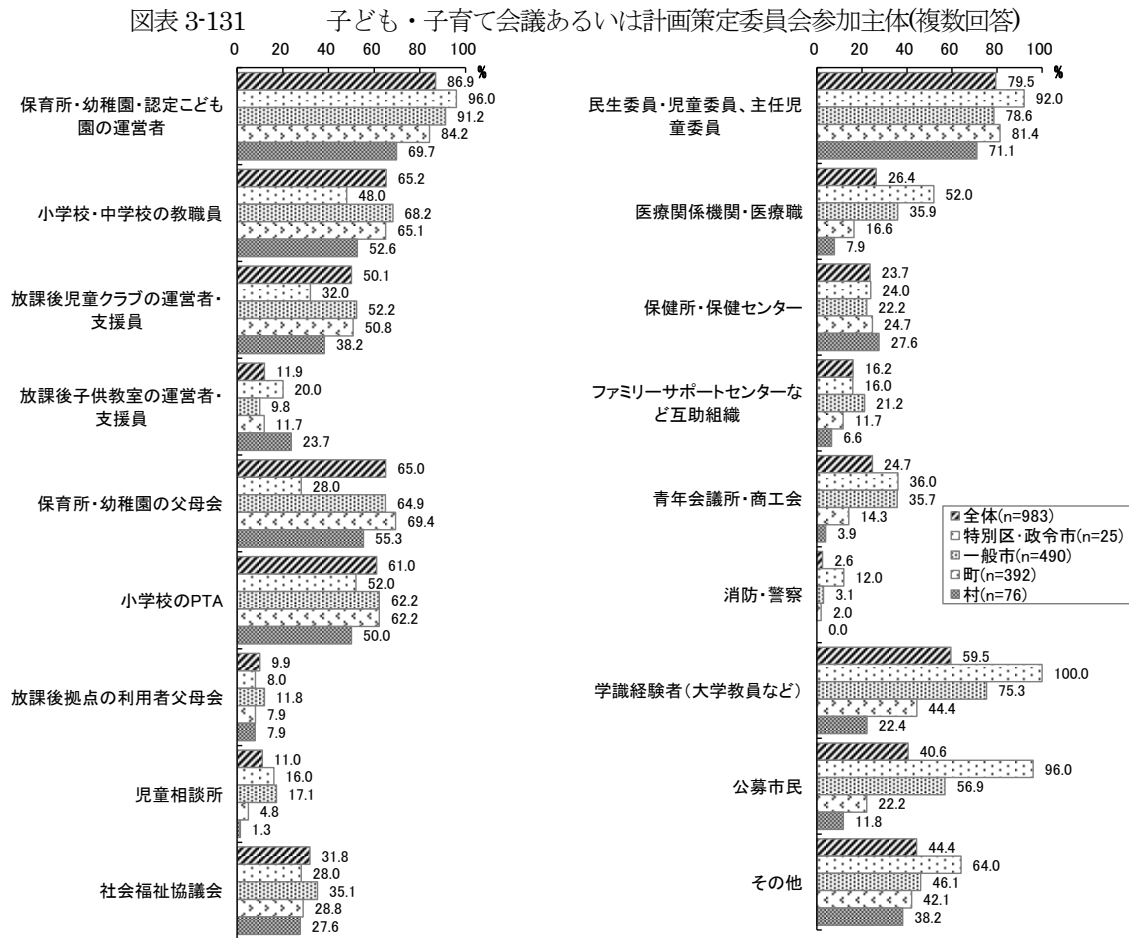 図表 3-131 子ども・子育て会議あるいは計画策定委員会参加主体(複数回答)
0 20 40 60 80 100
%
保育所・幼稚園・認定こども
園の運営者
86.9
96.0
91.2
84.2
69.7
小学校・中学校の教職員
65.2
48.0
68.2
65.1
52.6
放課後児童クラブの運営者・
支援員
50.1
32.0
52.2
50.8
38.2
放課後子供教室の運営者・
支援員
11.9
20.0
9.8
11.7
23.7
保育所・幼稚園の父母会
65.0
28.0
64.9
69.4
55.3
小学校のPTA
61.0
52.0
62.2
62.2
50.0
放課後拠点の利用者父母会
9.9
8.0
11.8
7.9
7.9
児童相談所
11.0
16.0
17.1
4.8
1.3
社会福祉協議会
31.8
28.0
35.1
28.8
27.6
0 20 40 60 80 100
%
民生委員・児童委員、主任児
童委員
79.5
92.0
78.6
81.4
71.1
医療関係機関・医療職
26.4
52.0
35.9
16.6
7.9
保健所・保健センター
23.7
24.0
22.2
24.7
27.6
ファミリーサポートセンターな
ど互助組織
16.2
16.0
21.2
11.7
6.6
青年会議所・商工会
24.7
36.0
35.7
14.3
3.9
消防・警察
2.6
12.0
3.1
2.0
0.0
学識経験者（大学教員など）
59.5
100.0
75.3
44.4
22.4
公募市民
40.6
96.0
56.9
22.2
11.8
その他
44.4
64.0
46.1
42.1
38.2
全体(n=983)
特別区・政令市(n=25)
一般市(n=490)
町(n=392)
村(n=76)